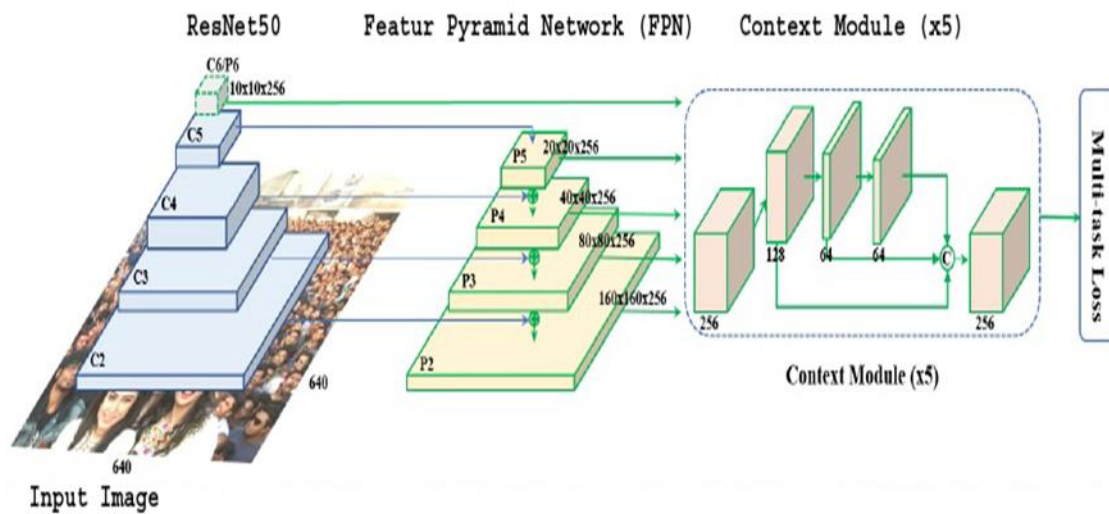 ResNet50
Featur Pyramid Network (FPN)
Context Module (x5)
C6/P6
10x10x256
C5
C4
C3
C2
P5
20x20x256
P4
40x40x256
P3
80x80x256
P2
160x160x256
128
64
64
C
256
256
Context Module (x5)
Multi-task Loss
640
640
Input Image